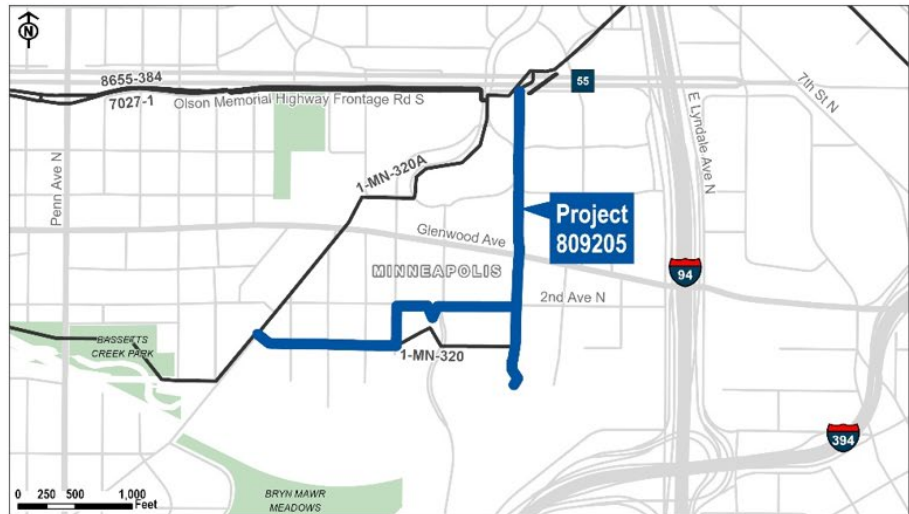 N
8655-384
7027-1
Olson Memorial Highway Frontage Rd S
55
7th St N
E Lyndale Ave N
Penn Ave N
1-MN-320A
Project
809205
Glenwood Ave
MINNEAPOLIS
94
2nd Ave N
BASSETTS
CREEK PARK
1-MN-320
394
0 250 500 1,000
Feet
BRYN MAWR
MEADOWS